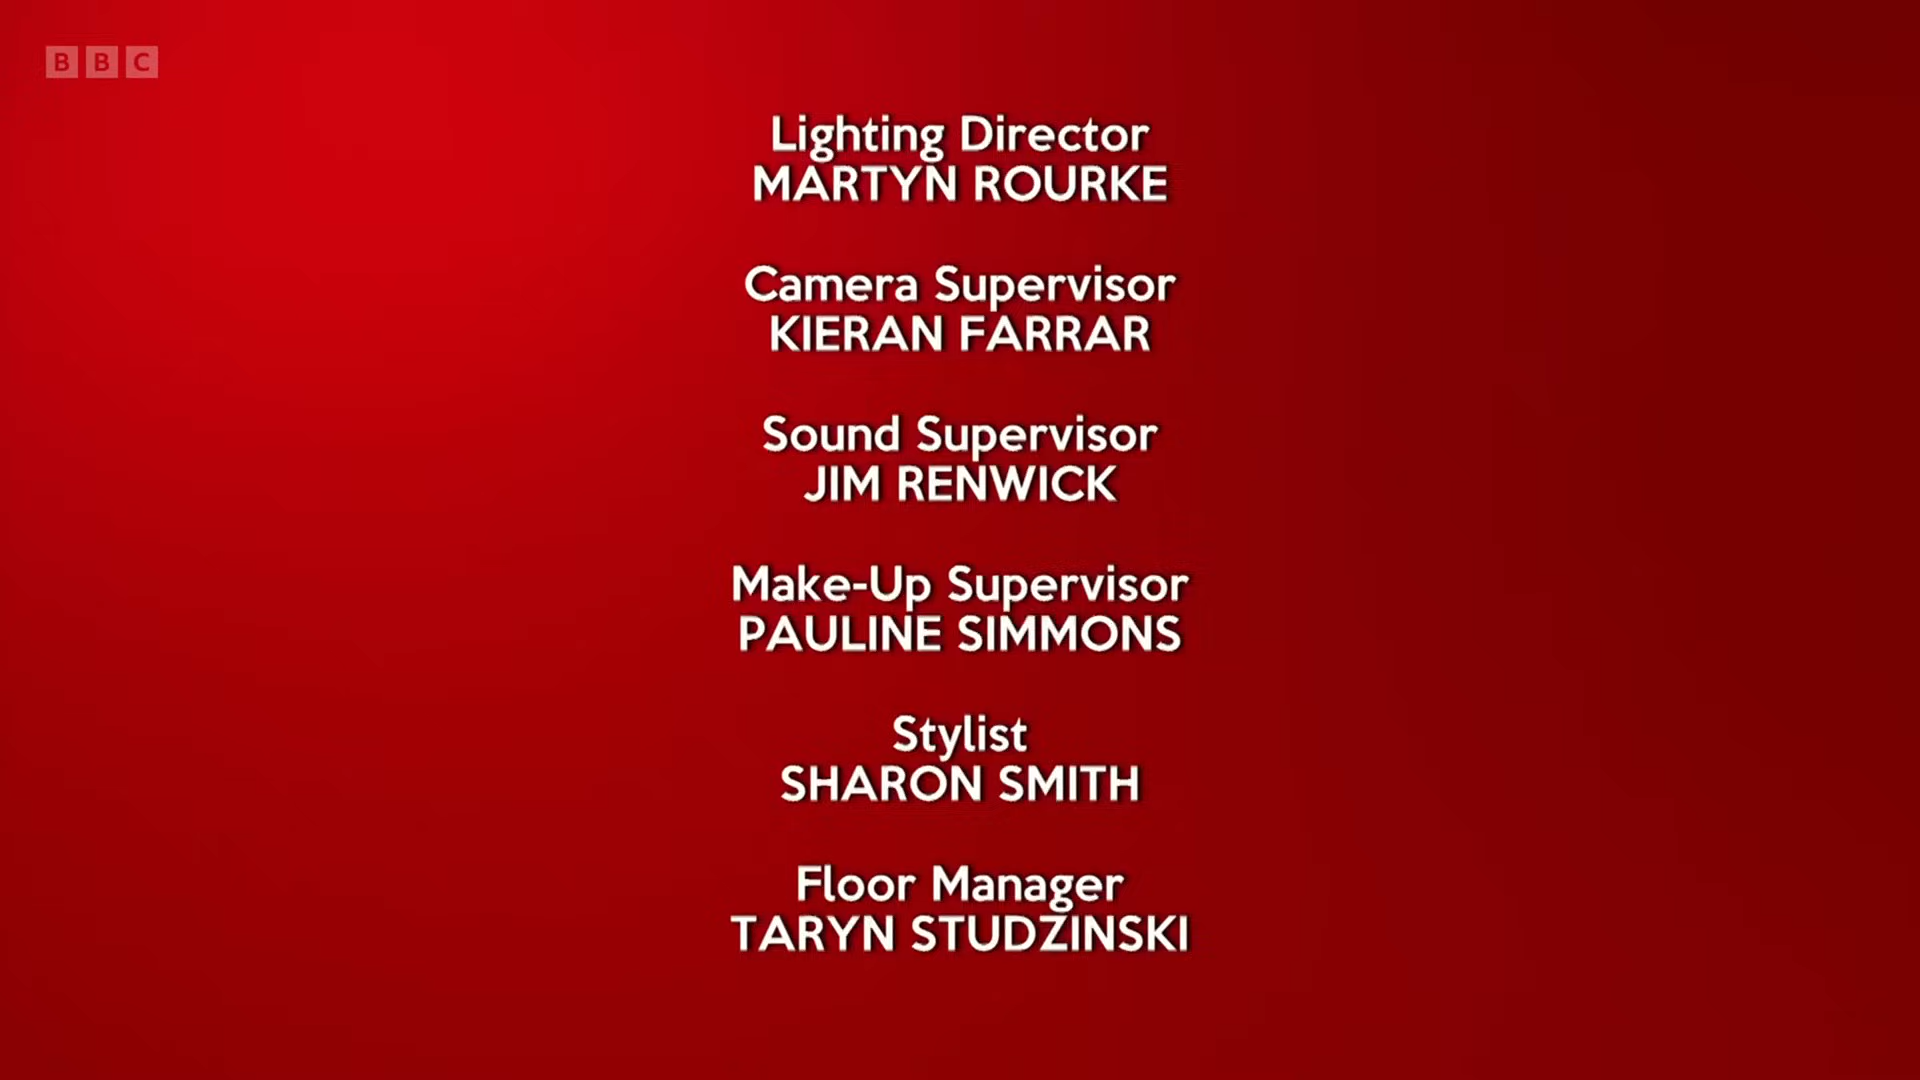 BBC
Lighting Director
MARTYN ROURKE
Camera Supervisor
KIERAN FARRAR
Sound Supervisor
JIM RENWICK
Make-Up Supervisor
PAULINE SIMMONS
Stylist
SHARON SMITH
Floor Manager
TARYN STUDZINSKI